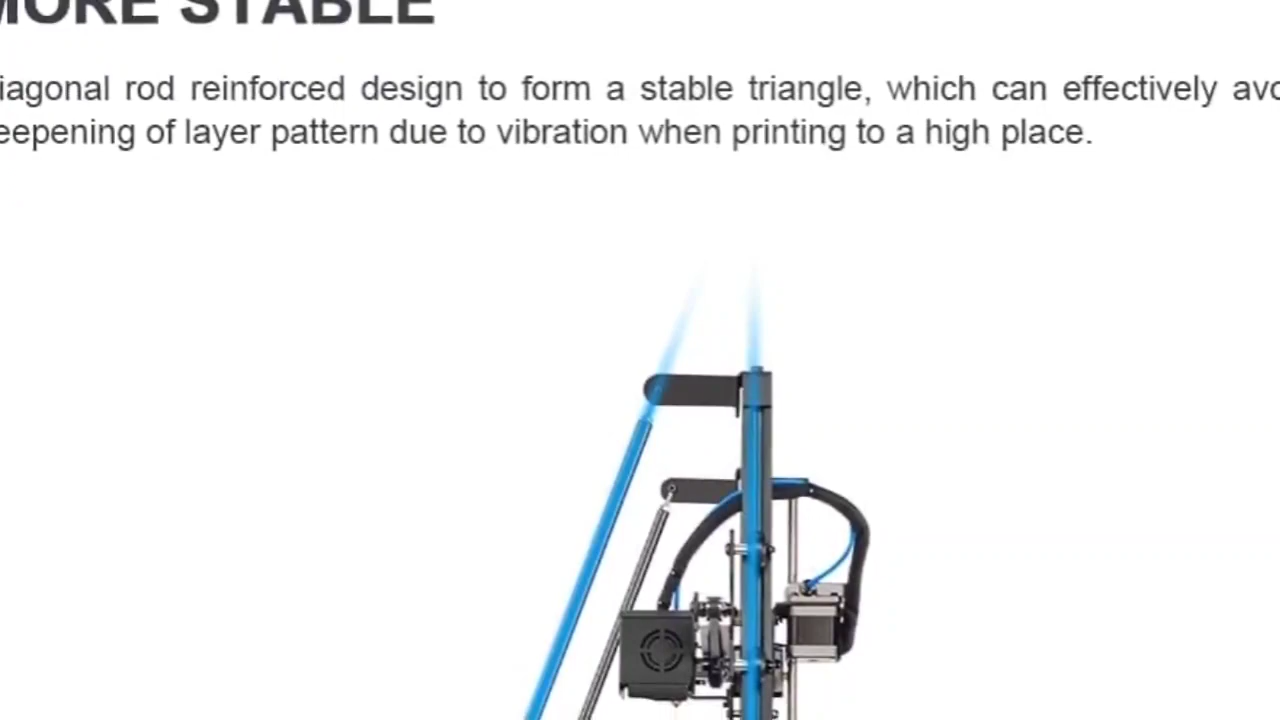 MORE STABLE
iagonal rod reinforced design to form a stable triangle, which can effectively avo
eepening of layer pattern due to vibration when printing to a high place.